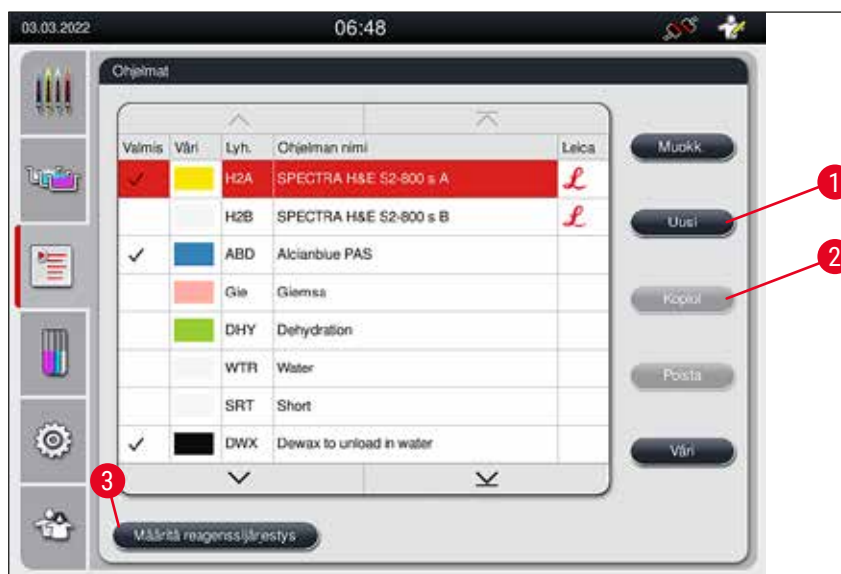 03.03.2022 06:48
Ohjelmat
Valmis Väri Lyh. Ohjelman nimi Leica
H2A SPECTRA H&E S2-800 s A
H2B SPECTRA H&E S2-800 s B
ABD Alcianblue PAS
Gie Giemsa
DHY Dehydration
WTR Water
SRT Short
DWX Dewax to unload in water
Muokk.
Uusi
Kopioi
Poista
Väri
Määritä reagenssijärjestys
1
2
3